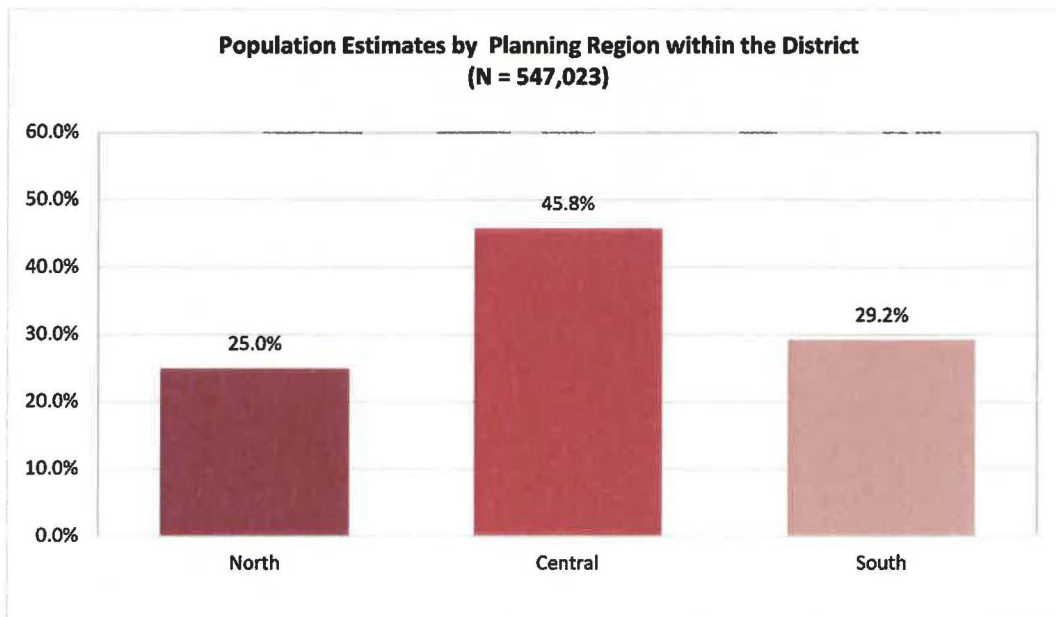 Population Estimates by Planning Region within the District
(N = 547,023)
60.0%
50.0%
40.0%
30.0%
20.0%
10.0%
0.0%
25.0%
45.8%
29.2%
North
Central
South